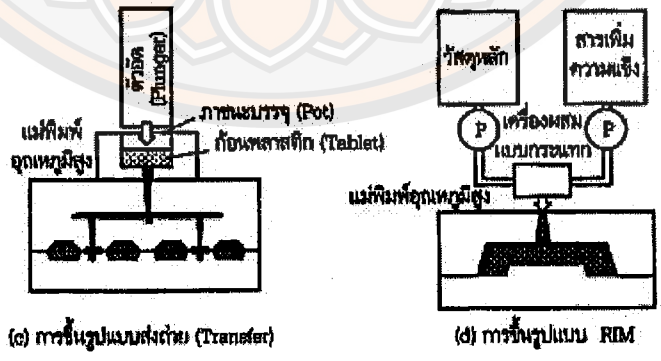 ตัวอัด
(Plunger)
ภาชนะบรรจุ (Pot)
ก้อนพลาสติก (Tablet)
แม่พิมพ์
อุณหภูมิสูง
(c) การขึ้นรูปแบบส่งถ่าย (Transfer)
วัสดุหลัก
สารเพิ่ม
ความแข็ง
P
P
เครื่องผสม
แบบกระแทก
แม่พิมพ์อุณหภูมิสูง
(d) การขึ้นรูปแบบ RIM